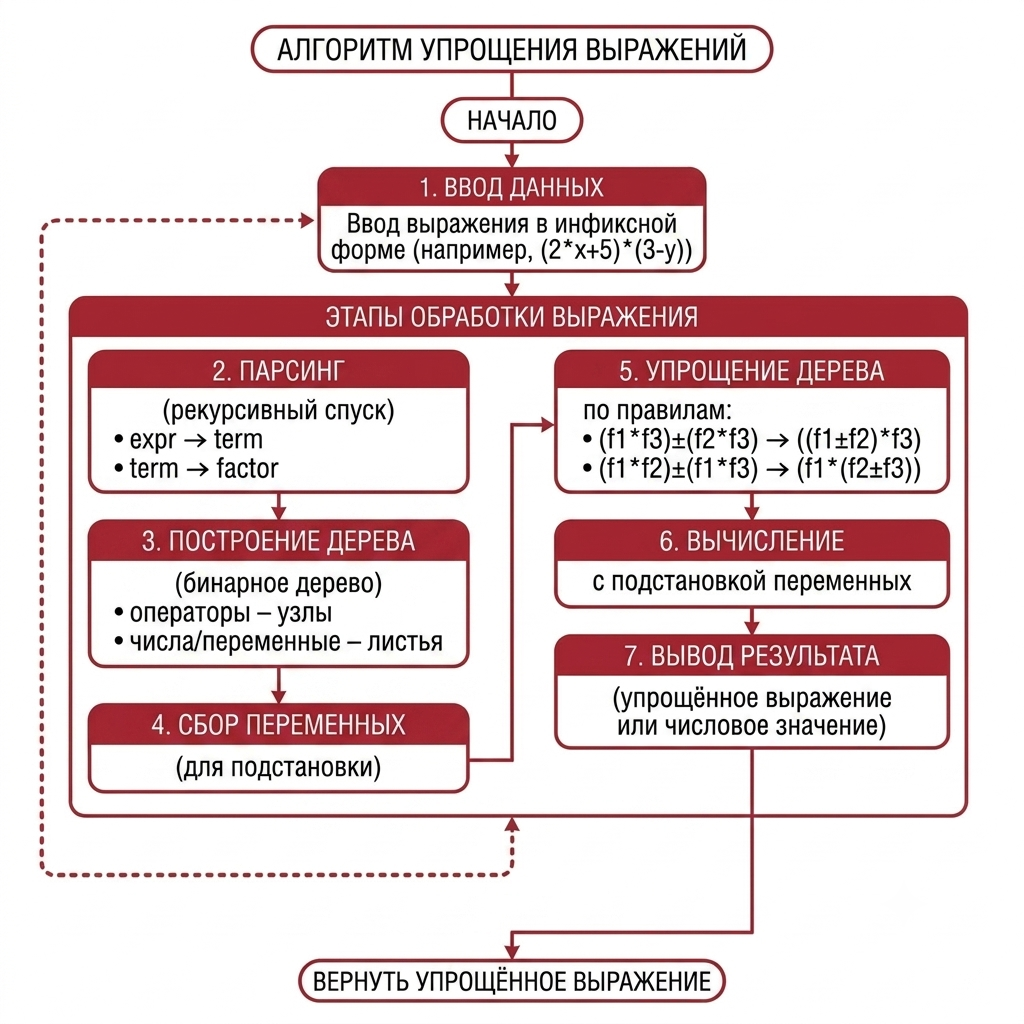 АЛГОРИТМ УПРОЩЕНИЯ ВЫРАЖЕНИЙ
НАЧАЛО
1. ВВОД ДАННЫХ
Ввод выражения в инфиксной
форме (например, (2*x+5)*(3-y))
ЭТАПЫ ОБРАБОТКИ ВЫРАЖЕНИЯ
2. ПАРСИНГ
(рекурсивный спуск)
• expr → term
• term → factor
3. ПОСТРОЕНИЕ ДЕРЕВА
(бинарное дерево)
• операторы – узлы
• числа/переменные – листья
4. СБОР ПЕРЕМЕННЫХ
(для подстановки)
5. УПРОЩЕНИЕ ДЕРЕВА
по правилам:
• (f1*f3)±(f2*f3) → ((f1±f2)*f3)
• (f1*f2)±(f1*f3) → (f1*(f2±f3))
6. ВЫЧИСЛЕНИЕ
с подстановкой переменных
7. ВЫВОД РЕЗУЛЬТАТА
(упрощённое выражение
или числовое значение)
ВЕРНУТЬ УПРОЩЁННОЕ ВЫРАЖЕНИЕ